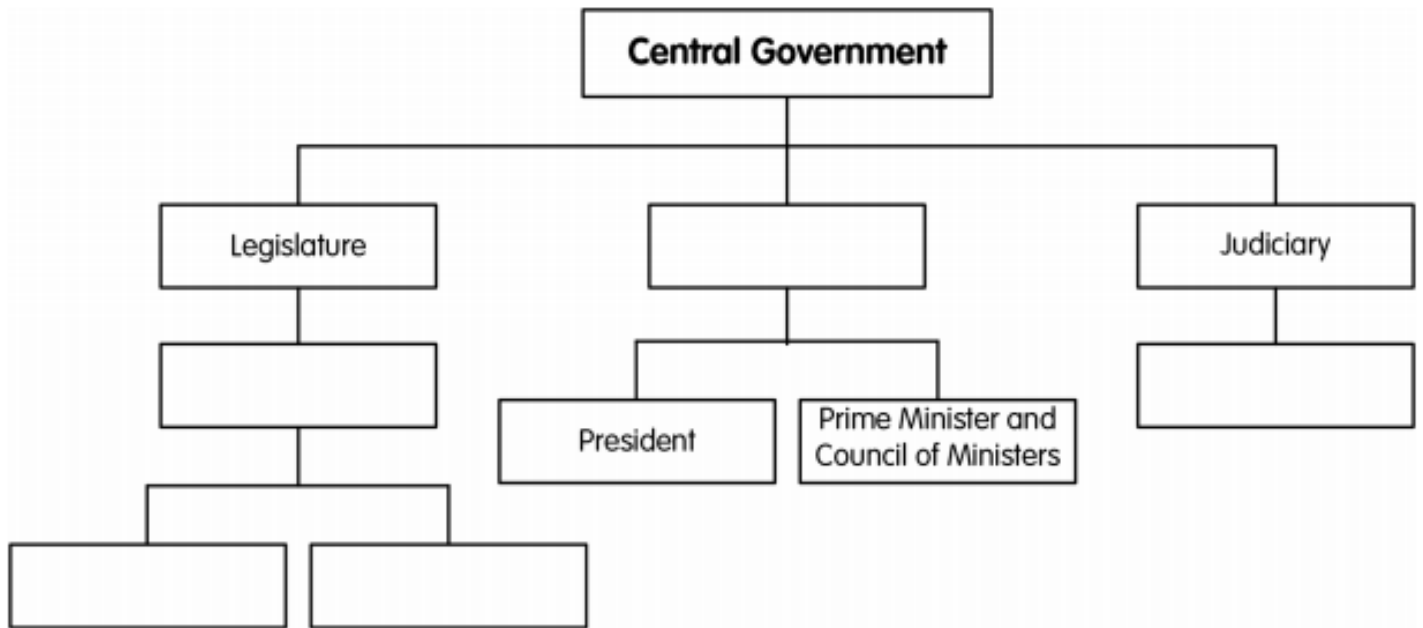 Central Government
Legislature
Judiciary
President
Prime Minister and
Council of Ministers